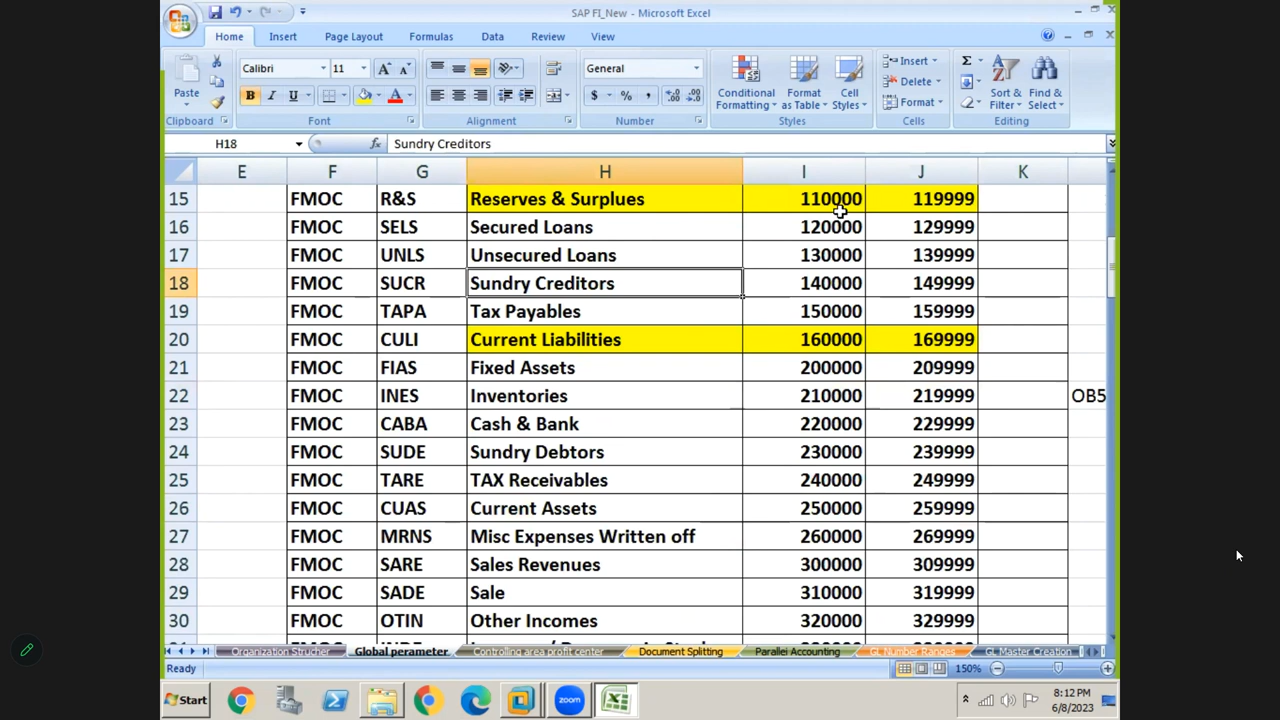 SAP FI_New - Microsoft Excel
Home Insert Page Layout Formulas Data Review View
Paste
Calibri 11
B I U
General
$ % ,
Conditional Formatting
Format as Table
Cell Styles
Insert
Delete
Format
Σ
Sort & Filter
Find & Select
Clipboard Font Alignment Number Styles Cells Editing
H18 fx Sundry Creditors
E F G H I J K
15 FMOC R&S Reserves & Surplues 110000 119999
16 FMOC SELS Secured Loans 120000 129999
17 FMOC UNLS Unsecured Loans 130000 139999
18 FMOC SUCR Sundry Creditors 140000 149999
19 FMOC TAPA Tax Payables 150000 159999
20 FMOC CULI Current Liabilities 160000 169999
21 FMOC FIAS Fixed Assets 200000 209999
22 FMOC INES Inventories 210000 219999 OB5
23 FMOC CABA Cash & Bank 220000 229999
24 FMOC SUDE Sundry Debtors 230000 239999
25 FMOC TARE TAX Receivables 240000 249999
26 FMOC CUAS Current Assets 250000 259999
27 FMOC MRNS Misc Expenses Written off 260000 269999
28 FMOC SARE Sales Revenues 300000 309999
29 FMOC SADE Sale 310000 319999
30 FMOC OTIN Other Incomes 320000 329999
Organization Strucher Global perameter Controlling area profit center Document Splitting Parallel Accounting GL Number Ranges GL Master Creation
Ready 150%
Start zoom 8:12 PM
6/8/2023